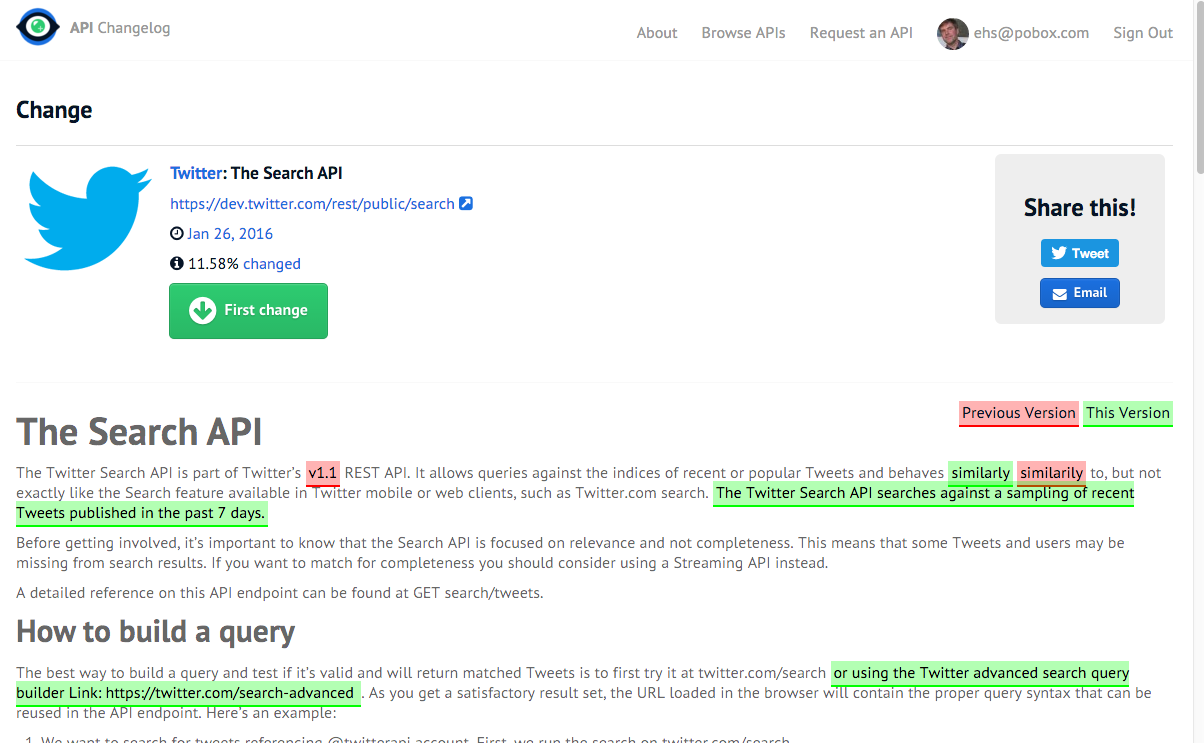 API Changelog
About Browse APIs Request an API ehs@pobox.com Sign Out
Change
Twitter: The Search API
https://dev.twitter.com/rest/public/search
Jan 26, 2016
11.58% changed
First change
Share this!
Tweet
Email
Previous Version This Version
The Search API
The Twitter Search API is part of Twitter's v1.1 REST API. It allows queries against the indices of recent or popular Tweets and behaves similarly similarily to, but not
exactly like the Search feature available in Twitter mobile or web clients, such as Twitter.com search. The Twitter Search API searches against a sampling of recent
Tweets published in the past 7 days.
Before getting involved, it's important to know that the Search API is focused on relevance and not completeness. This means that some Tweets and users may be
missing from search results. If you want to match for completeness you should consider using a Streaming API instead.
A detailed reference on this API endpoint can be found at GET search/tweets.
How to build a query
The best way to build a query and test if it's valid and will return matched Tweets is to first try it at twitter.com/search or using the Twitter advanced search query
builder Link: https://twitter.com/search-advanced . As you get a satisfactory result set, the URL loaded in the browser will contain the proper query syntax that can be
reused in the API endpoint. Here's an example:
1. We want to search for tweets referencing @twitterapi account. First, we run the search on twitter.com/search